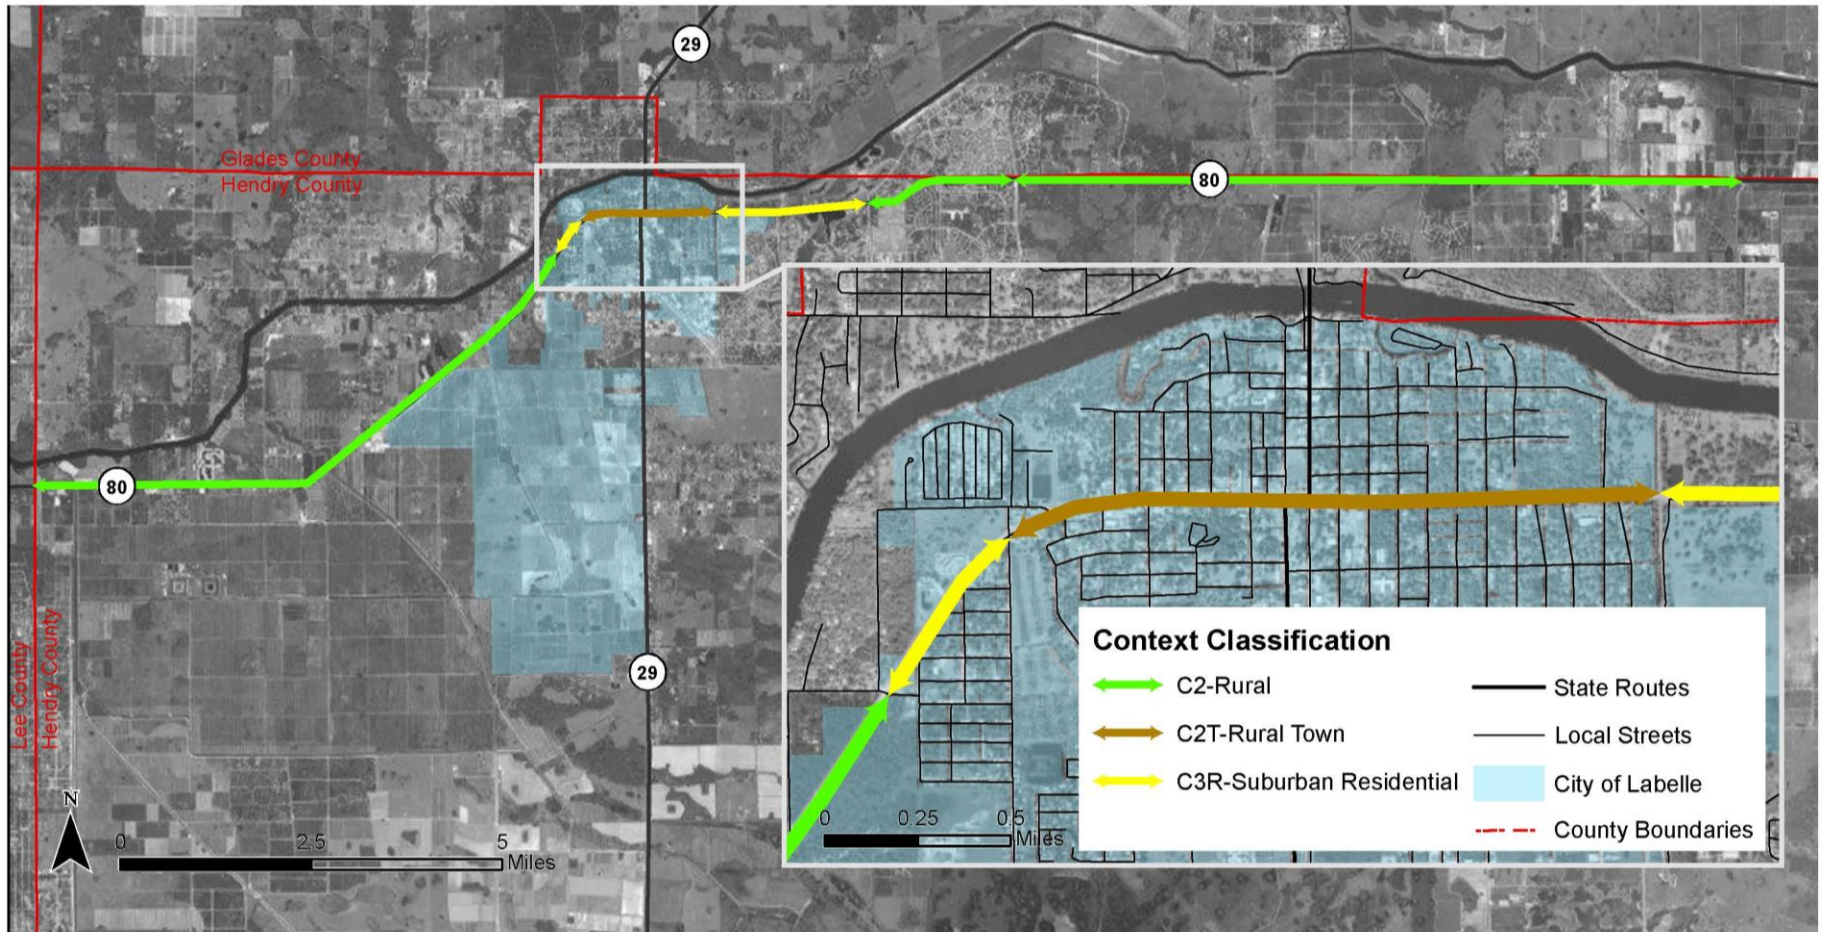 29
Glades County
Hendry County
80
80
29
Lee County
Hendry County
N
0 2.5 5
Miles
0 0.25 0.5
Miles
Context Classification
C2-Rural
C2T-Rural Town
C3R-Suburban Residential
State Routes
Local Streets
City of Labelle
County Boundaries